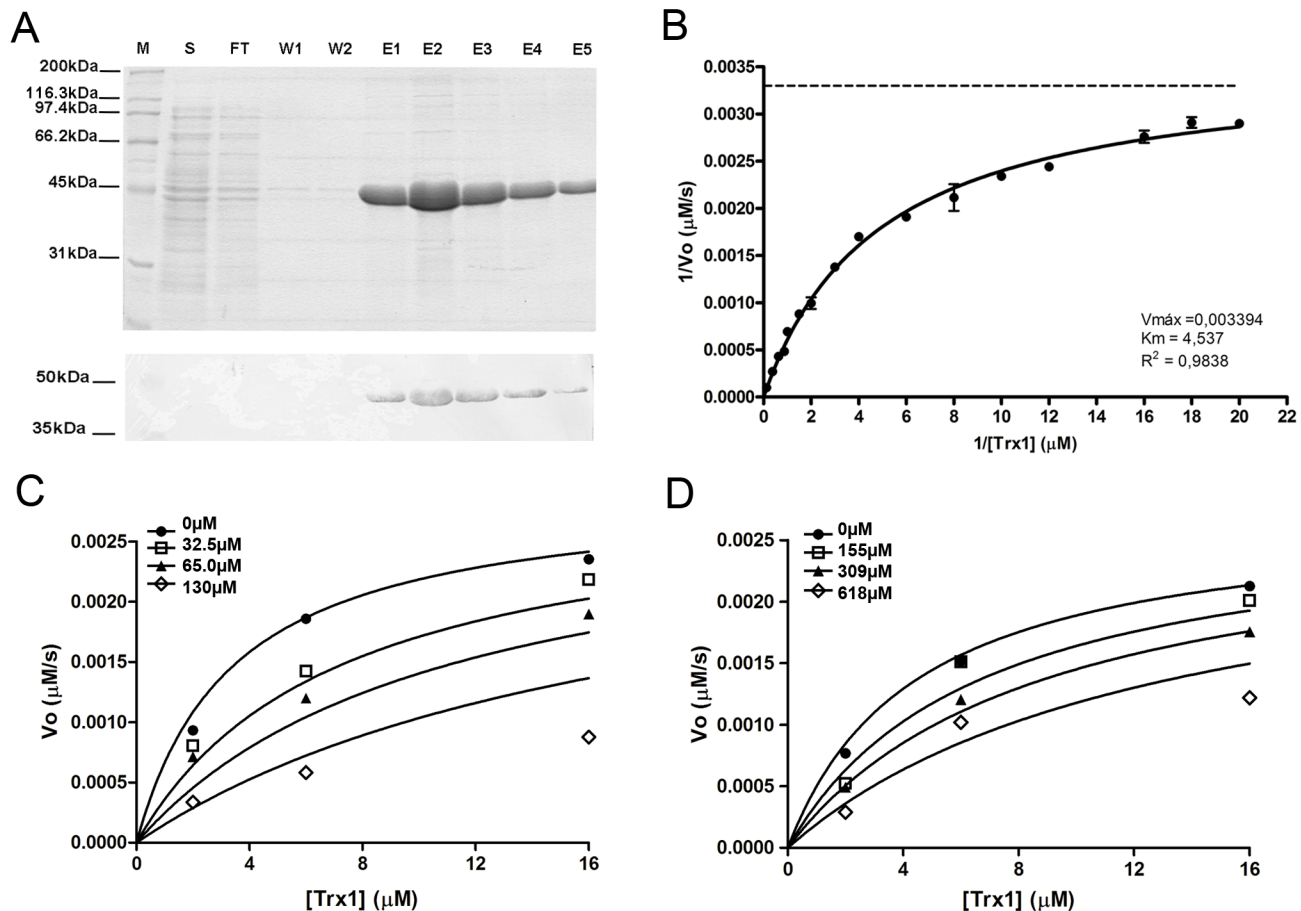 A
M S FT W1 W2 E1 E2 E3 E4 E5
200kDa
116.3kDa
97.4kDa
66.2kDa
45kDa
31kDa
50kDa
35kDa
B
0.0035
0.0030
0.0025
0.0020
0.0015
0.0010
0.0005
0.0000
1/Vo (µM/s)
Vmáx =0,003394
Km = 4,537
R² = 0,9838
0 2 4 6 8 10 12 14 16 18 20 22
1/[Trx1] (µM)
C
0µM
32.5µM
65.0µM
130µM
0.0025
0.0020
0.0015
0.0010
0.0005
0.0000
Vo (µM/s)
0 4 8 12 16
[Trx1] (µM)
D
0µM
155µM
309µM
618µM
0.0025
0.0020
0.0015
0.0010
0.0005
0.0000
Vo (µM/s)
0 4 8 12 16
[Trx1] (µM)